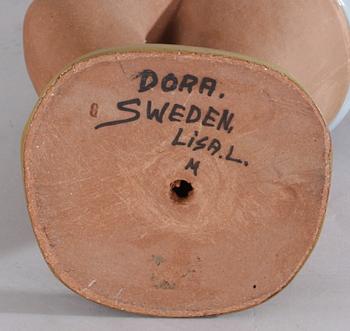 DORA.
SWEDEN,
LISA.L.
M